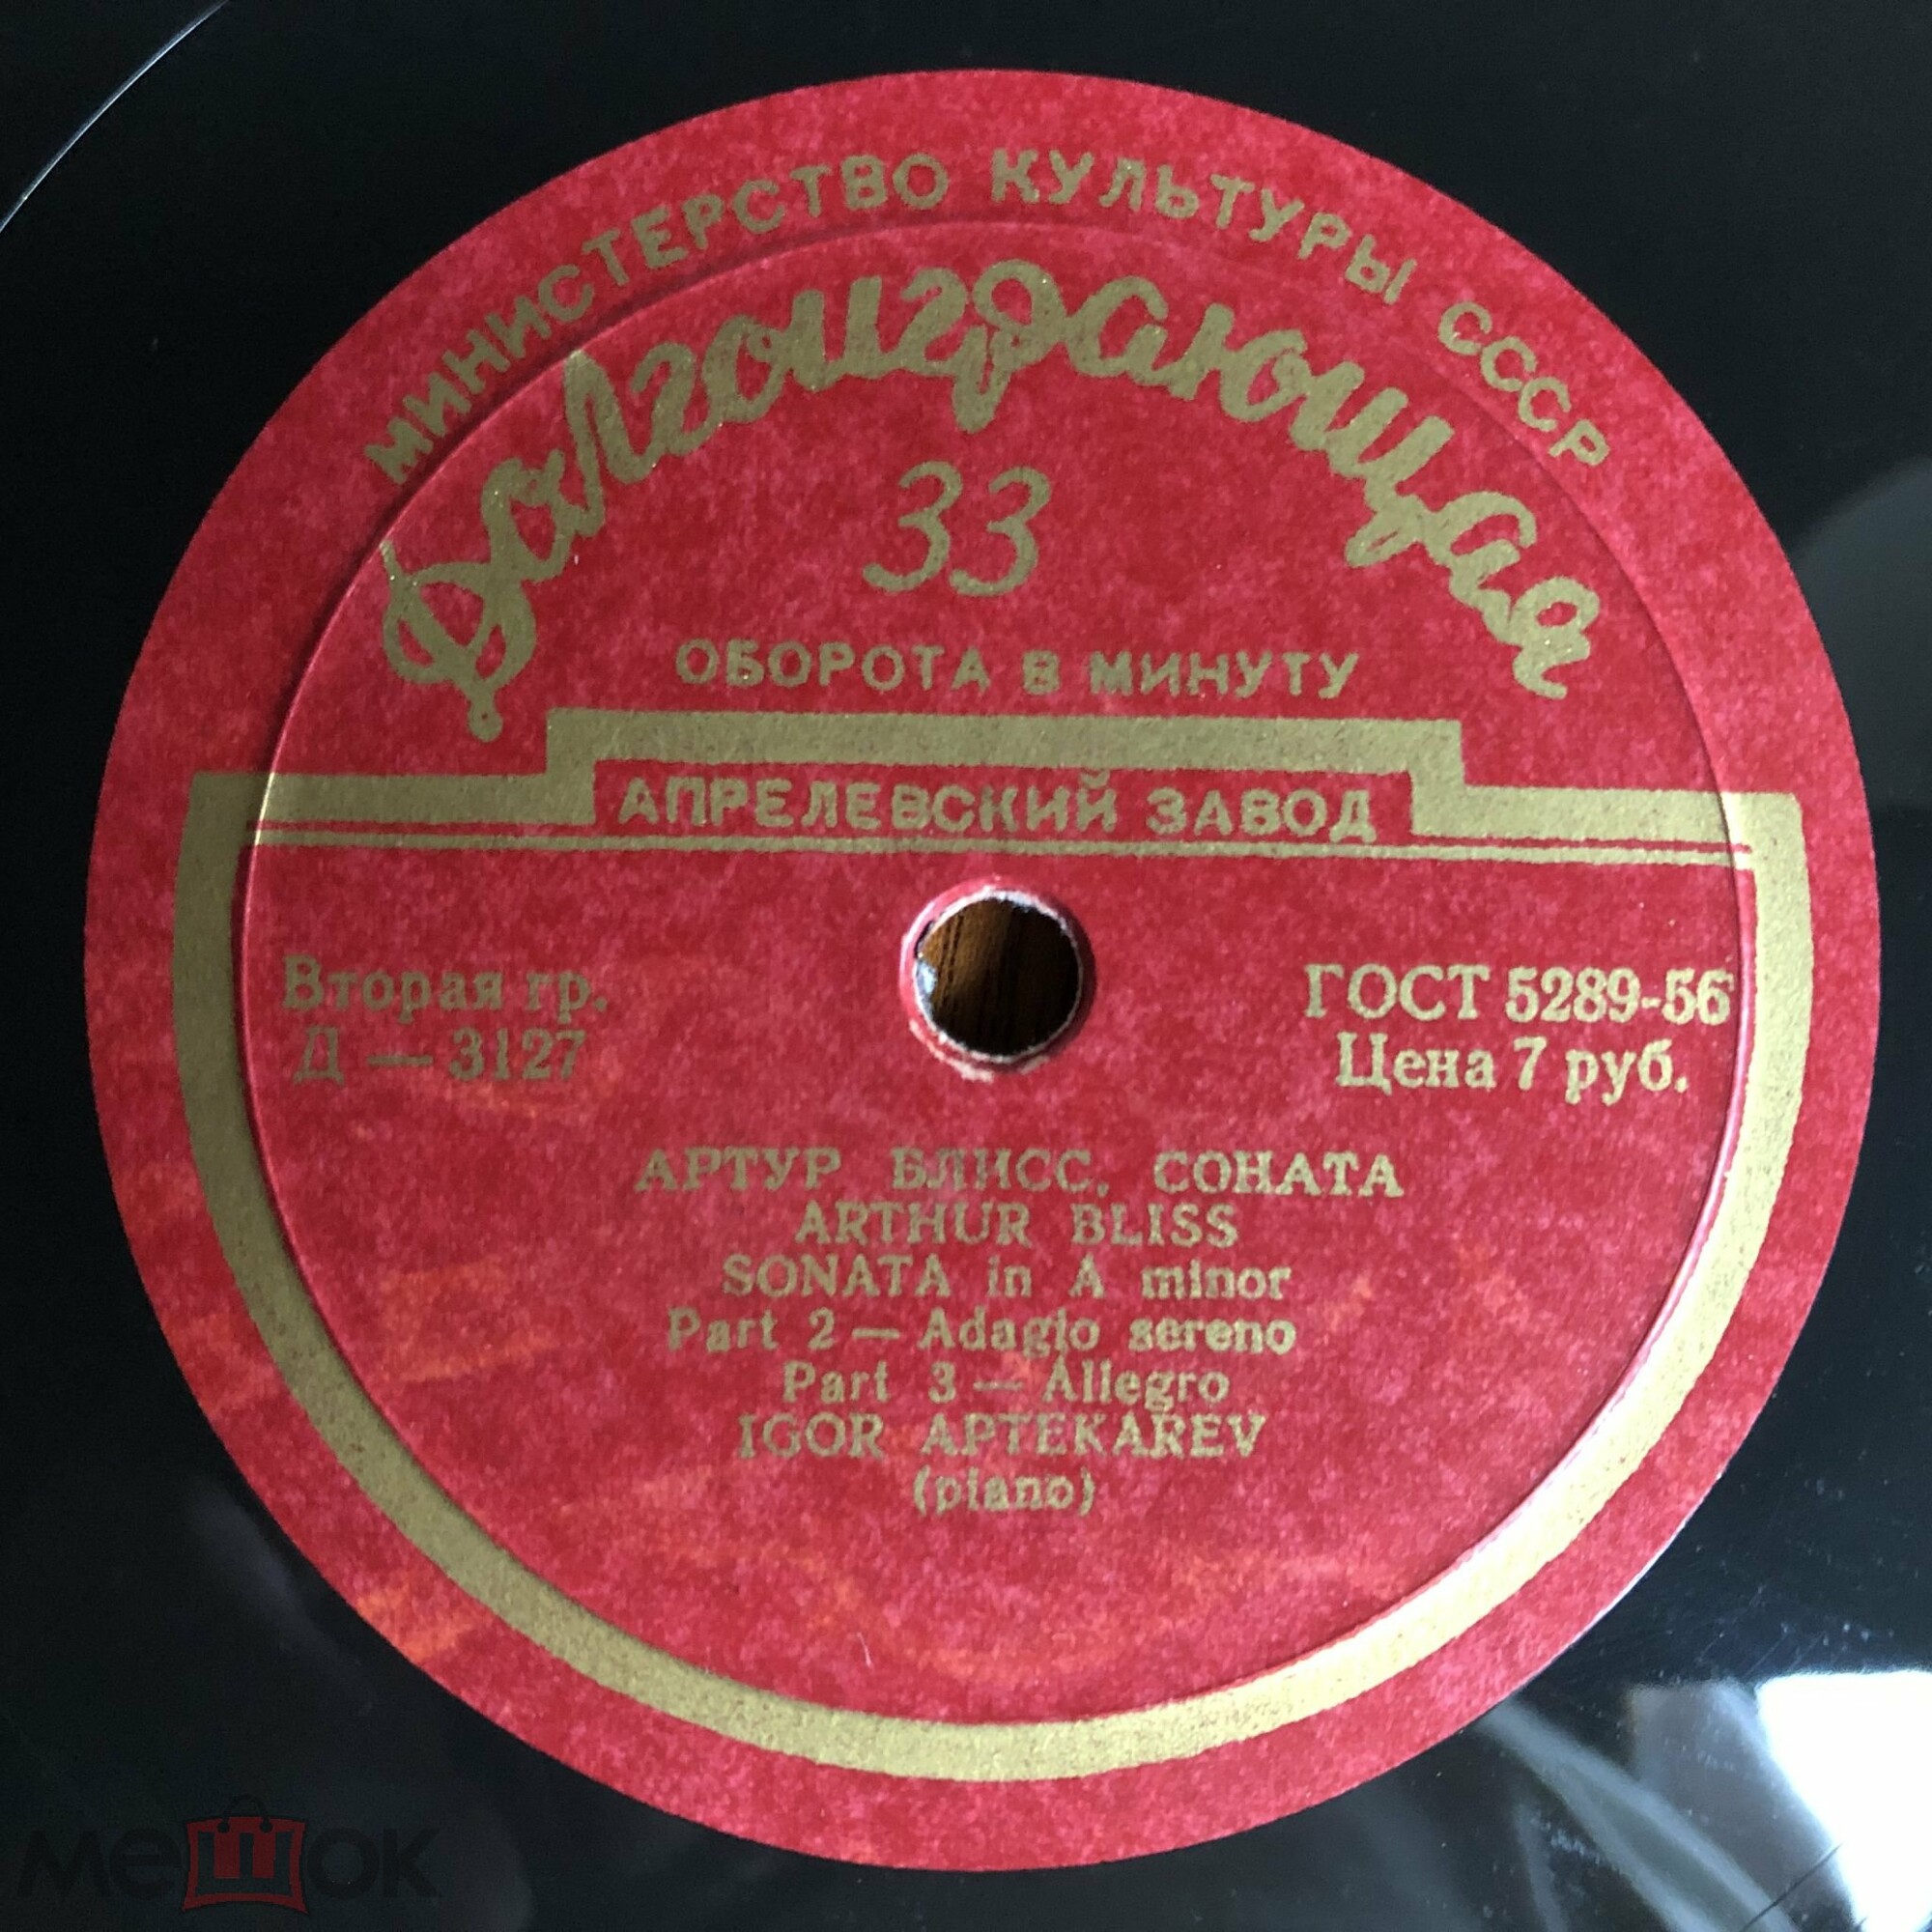 МИНИСТЕРСТВО КУЛЬТУРЫ СССР
Долгоиграющая
33
ОБОРОТА В МИНУТУ
АПРЕЛЕВСКИЙ ЗАВОД
Вторая гр.
Д — 3127
ГОСТ 5289-56
Цена 7 руб.
АРТУР БЛИСС. СОНАТА
ARTHUR BLISS
SONATA in A minor
Part 2 — Adagio sereno
Part 3 — Allegro
IGOR APTEKAREV
(piano)
мешок